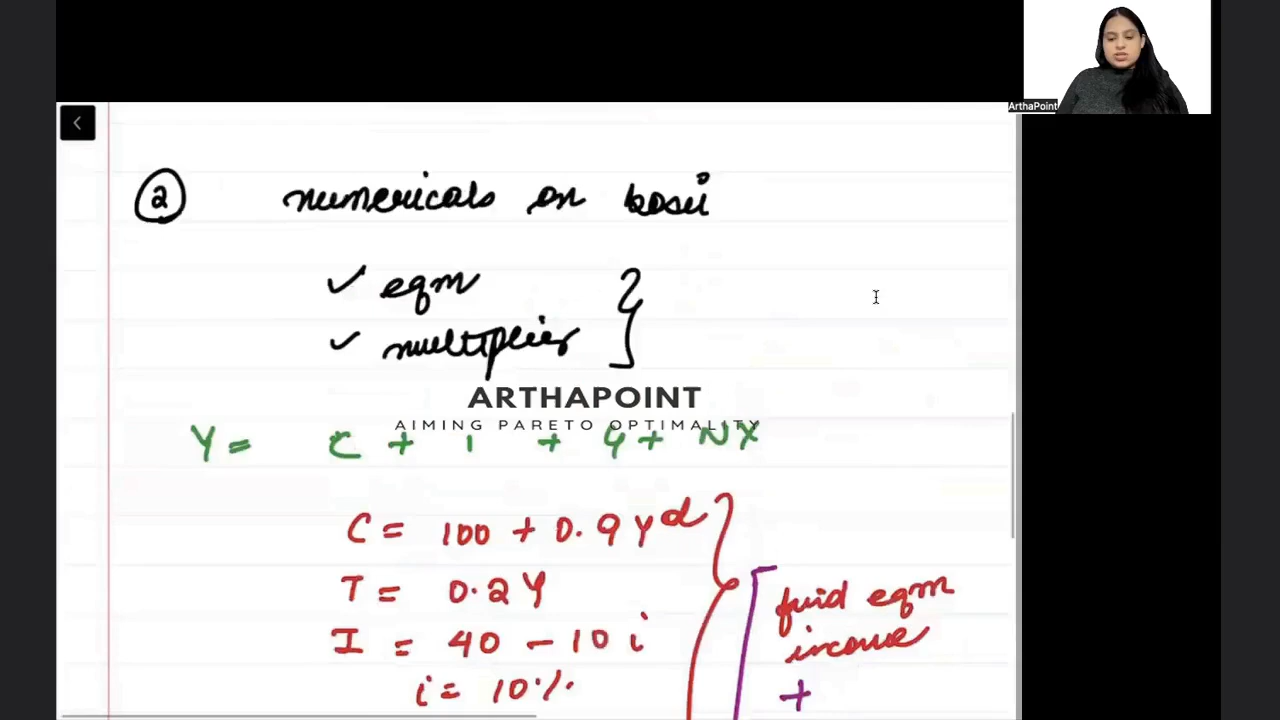 ArthaPoint
② numericals on basic
✓ eqm
✓ multiplier
ARTHAPOINT
AIMING PARETO OPTIMALITY
Y = C + I + G + NX
C = 100 + 0.9 Yd
T = 0.2Y
I = 40 - 10 i
i = 10%
find eqm
income
+